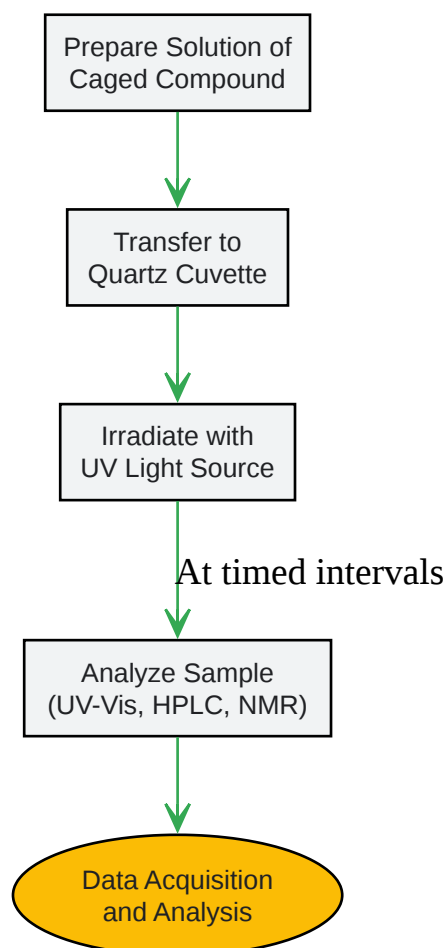 Prepare Solution of
Caged Compound
Transfer to
Quartz Cuvette
Irradiate with
UV Light Source
At timed intervals
Analyze Sample
(UV-Vis, HPLC, NMR)
Data Acquisition
and Analysis